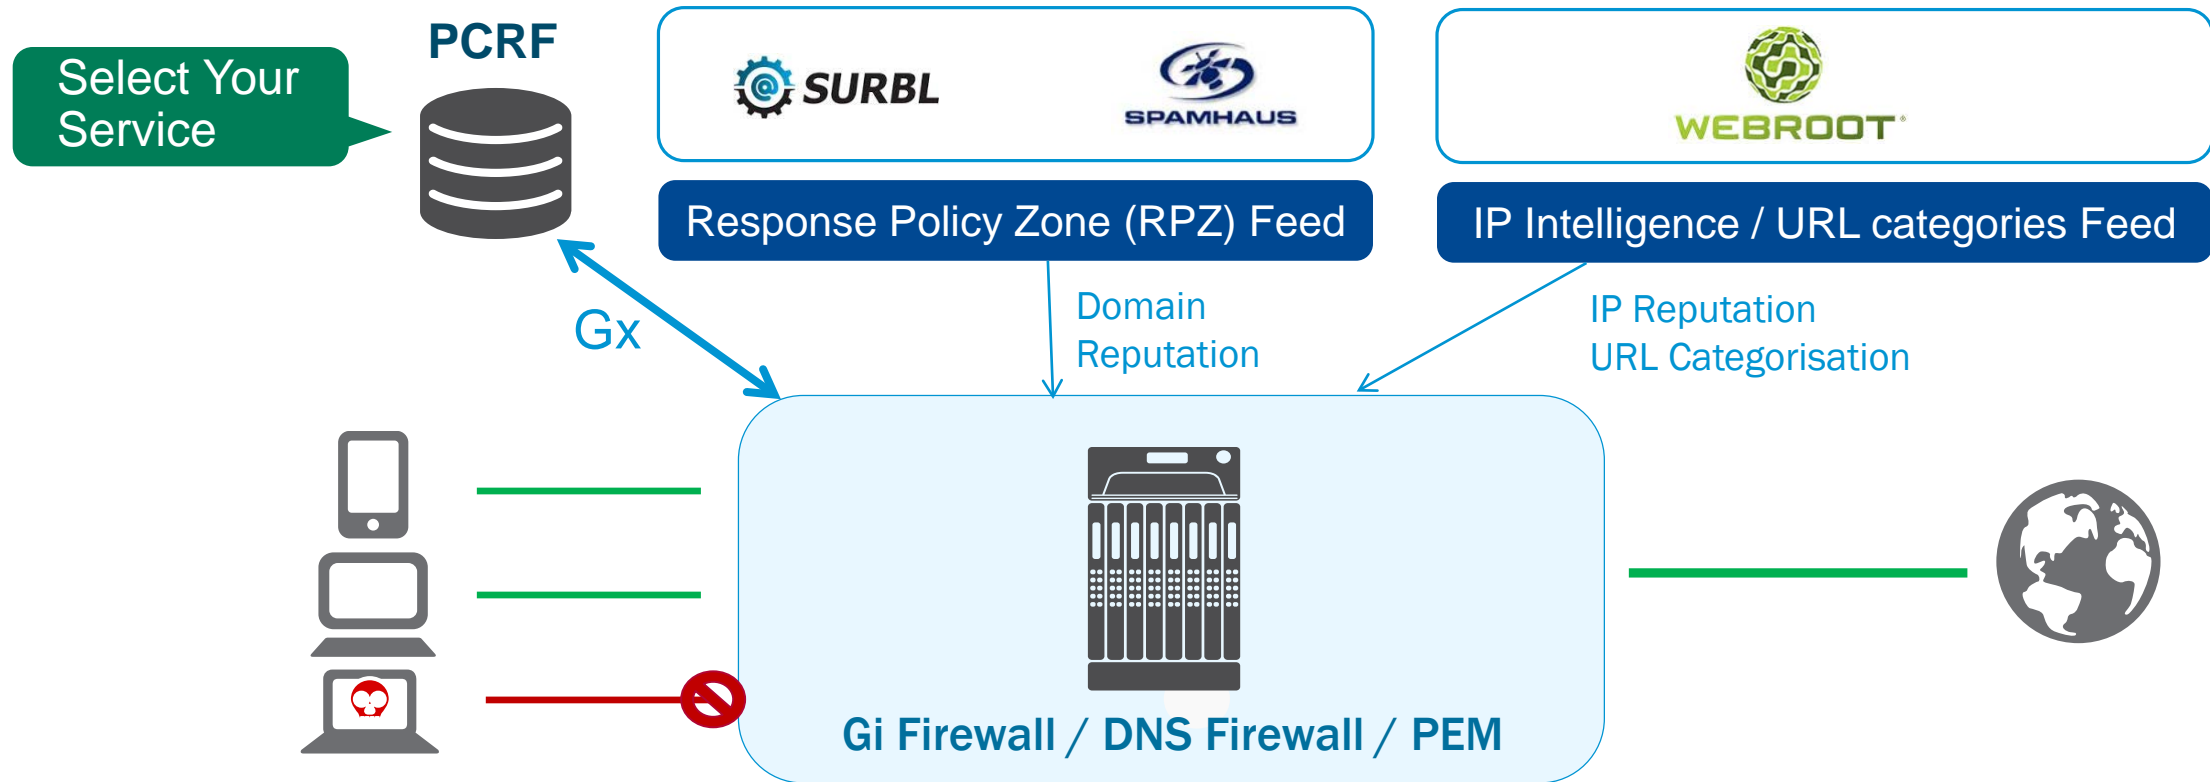 Select Your
Service
PCRF
SURBL
SPAMHAUS
WEBROOT®
Response Policy Zone (RPZ) Feed
IP Intelligence / URL categories Feed
Gx
Domain
Reputation
IP Reputation
URL Categorisation
Gi Firewall / DNS Firewall / PEM